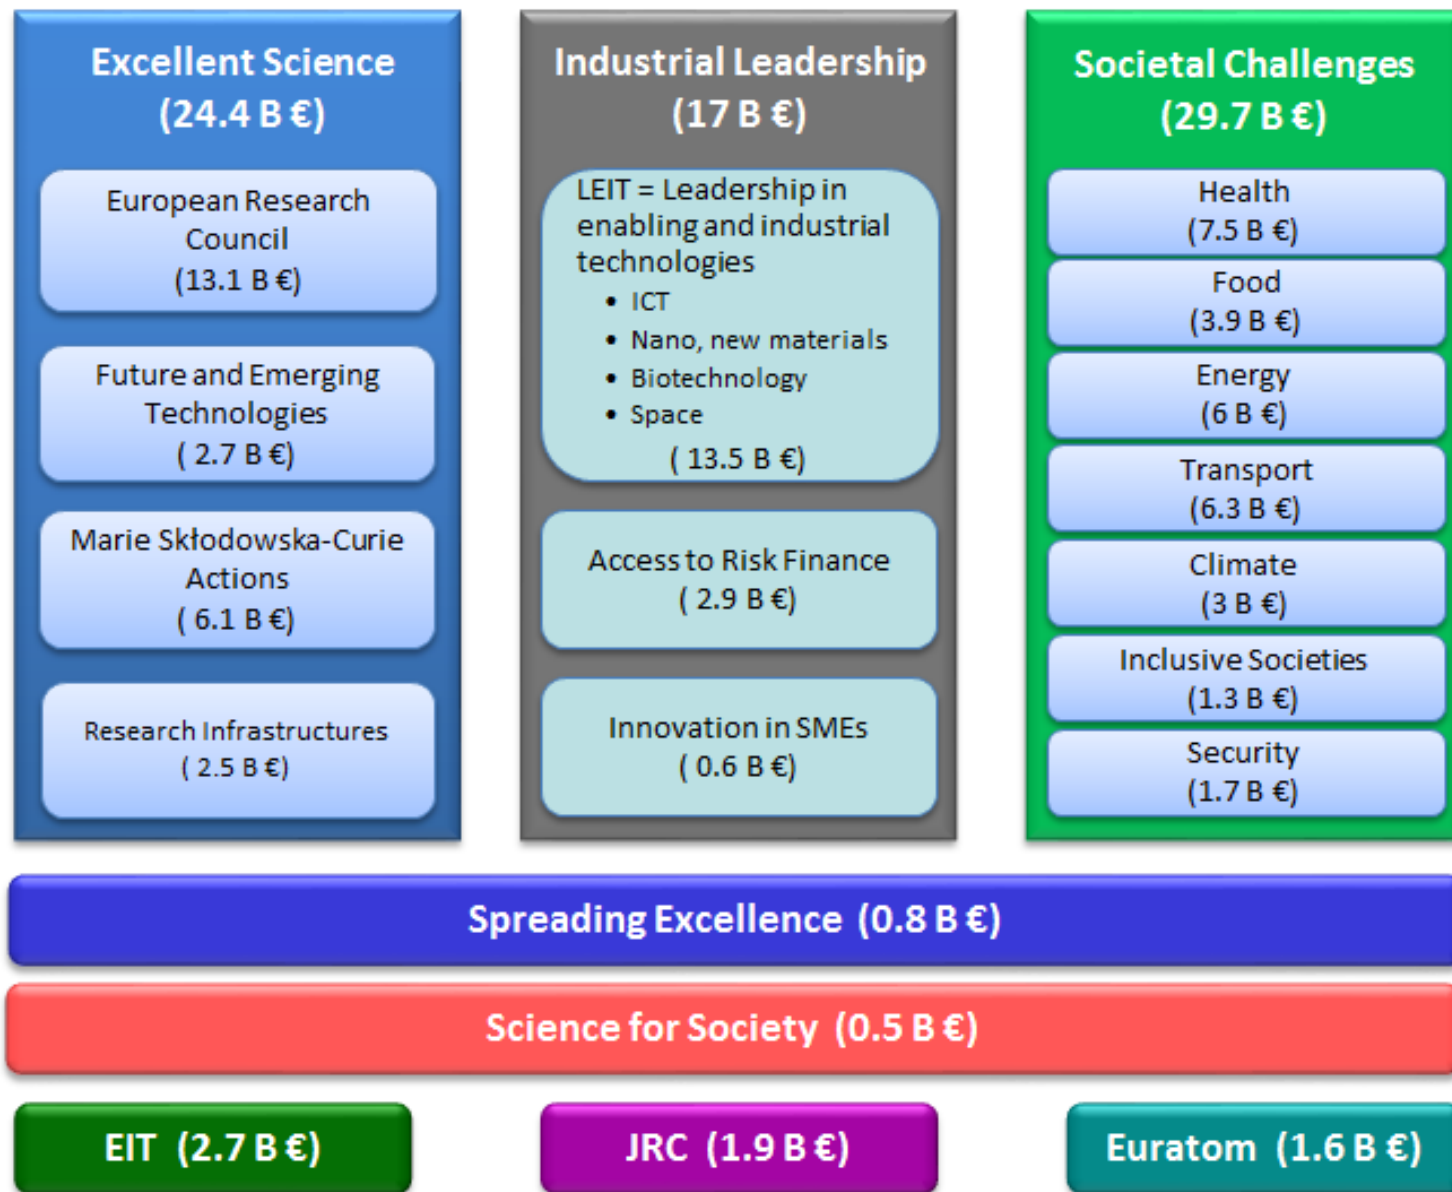 Excellent Science
(24.4 B €)
European Research
Council
(13.1 B €)
Future and Emerging
Technologies
( 2.7 B €)
Marie Skłodowska-Curie
Actions
( 6.1 B €)
Research Infrastructures
( 2.5 B €)
Industrial Leadership
(17 B €)
LEIT = Leadership in
enabling and industrial
technologies
• ICT
• Nano, new materials
• Biotechnology
• Space
( 13.5 B €)
Access to Risk Finance
( 2.9 B €)
Innovation in SMEs
( 0.6 B €)
Societal Challenges
(29.7 B €)
Health
(7.5 B €)
Food
(3.9 B €)
Energy
(6 B €)
Transport
(6.3 B €)
Climate
(3 B €)
Inclusive Societies
(1.3 B €)
Security
(1.7 B €)
Spreading Excellence (0.8 B €)
Science for Society (0.5 B €)
EIT (2.7 B €)
JRC (1.9 B €)
Euratom (1.6 B €)